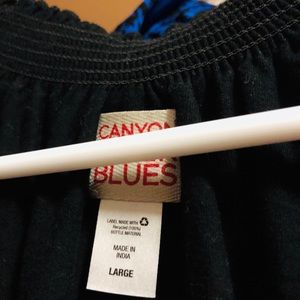 CANYON
BLUES
LABEL MADE WITH
Recycled (100%)
BOTTLE MATERIAL
MADE IN
INDIA
LARGE